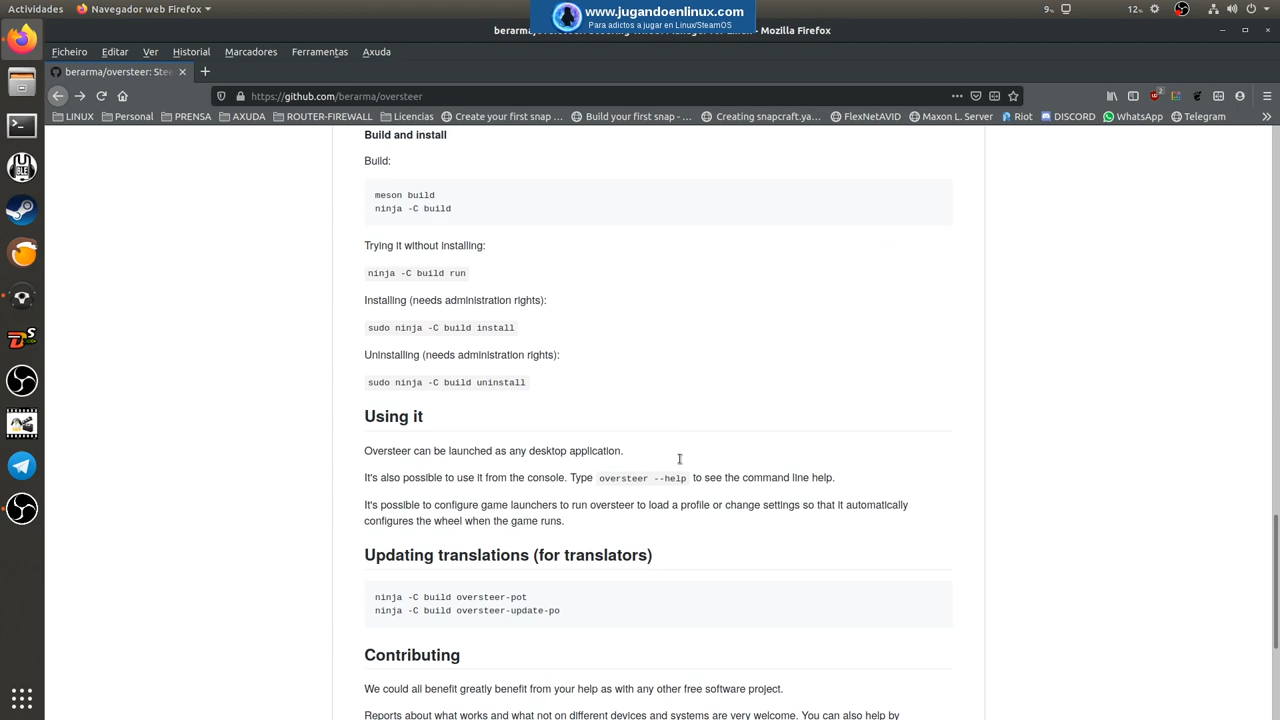 Actividades
Navegador web Firefox
www.jugandoenlinux.com
Para adictos a jugar en Linux/SteamOS
9%
12%
- Mozilla Firefox
Ficheiro Editar Ver Historial Marcadores Ferramentas Axuda
berarma/oversteer: Stee
https://github.com/berarma/oversteer
LINUX Personal PRENSA AXUDA ROUTER-FIREWALL Licencias Create your first snap ... Build your first snap - ... Creating snapcraft.ya... FlexNetAVID Maxon L. Server Riot DISCORD WhatsApp Telegram
Build and install
Build:
meson build
ninja -C build
Trying it without installing:
ninja -C build run
Installing (needs administration rights):
sudo ninja -C build install
Uninstalling (needs administration rights):
sudo ninja -C build uninstall
Using it
Oversteer can be launched as any desktop application.
It's also possible to use it from the console. Type oversteer --help to see the command line help.
It's possible to configure game launchers to run oversteer to load a profile or change settings so that it automatically
configures the wheel when the game runs.
Updating translations (for translators)
ninja -C build oversteer-pot
ninja -C build oversteer-update-po
Contributing
We could all benefit greatly benefit from your help as with any other free software project.
Reports about what works and what not on different devices and systems are very welcome. You can also help by